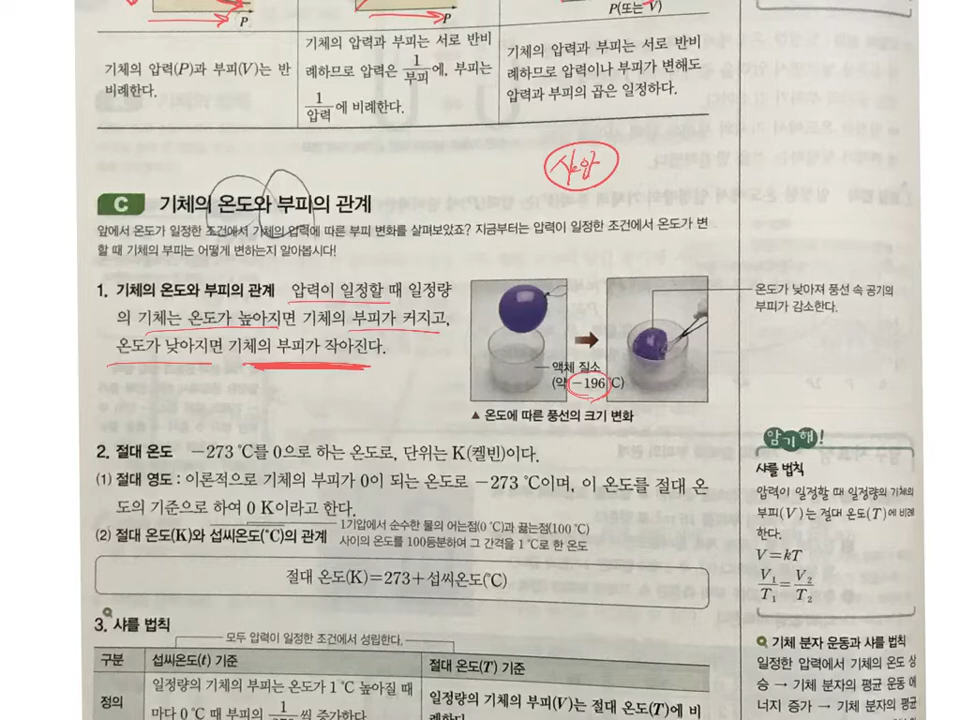 P
P
P(또는 V)
기체의 압력(P)과 부피(V)는 반
비례한다.
기체의 압력과 부피는 서로 반비
례하므로 압력은 1/부피에, 부피는
1/압력에 비례한다.
기체의 압력과 부피는 서로 반비
례하므로 압력이나 부피가 변해도
압력과 부피의 곱은 일정하다.
C 기체의 온도와 부피의 관계
앞에서 온도가 일정한 조건에서 기체의 압력에 따른 부피 변화를 살펴보았죠? 지금부터는 압력이 일정한 조건에서 온도가 변
할 때 기체의 부피는 어떻게 변하는지 알아봅시다!
1. 기체의 온도와 부피의 관계 압력이 일정할 때 일정량
의 기체는 온도가 높아지면 기체의 부피가 커지고,
온도가 낮아지면 기체의 부피가 작아진다.
액체 질소
(약 −196 ℃)
▲ 온도에 따른 풍선의 크기 변화
온도가 낮아져 풍선 속 공기의
부피가 감소한다.
2. 절대 온도 −273 ℃를 0으로 하는 온도로, 단위는 K(켈빈)이다.
(1) 절대 영도 : 이론적으로 기체의 부피가 0이 되는 온도로 −273 ℃이며, 이 온도를 절대 온
도의 기준으로 하여 0 K이라고 한다.
(2) 절대 온도(K)와 섭씨온도(℃)의 관계
1기압에서 순수한 물의 어는점(0 ℃)과 끓는점(100 ℃)
사이의 온도를 100등분하여 그 간격을 1 ℃로 한 온도
절대 온도(K)=273+섭씨온도(℃)
3. 샤를 법칙
모두 압력이 일정한 조건에서 성립한다.
구분 섭씨온도(t) 기준 절대 온도(T) 기준
정의
일정량의 기체의 부피는 온도가 1 ℃ 높아질 때
마다 0 ℃ 때 부피의 씩 증가한다.
일정량의 기체의 부피(V)는 절대 온도(T)에 비
례한다.
암기해!
샤를 법칙
압력이 일정할 때 일정량의 기체의
부피(V)는 절대 온도(T)에 비례
한다.
V=kT
V₁/T₁=V₂/T₂
기체 분자 운동과 샤를 법칙
일정한 압력에서 기체의 온도 상
승 → 기체 분자의 평균 운동 에
너지 증가 → 기체 분자의 평균